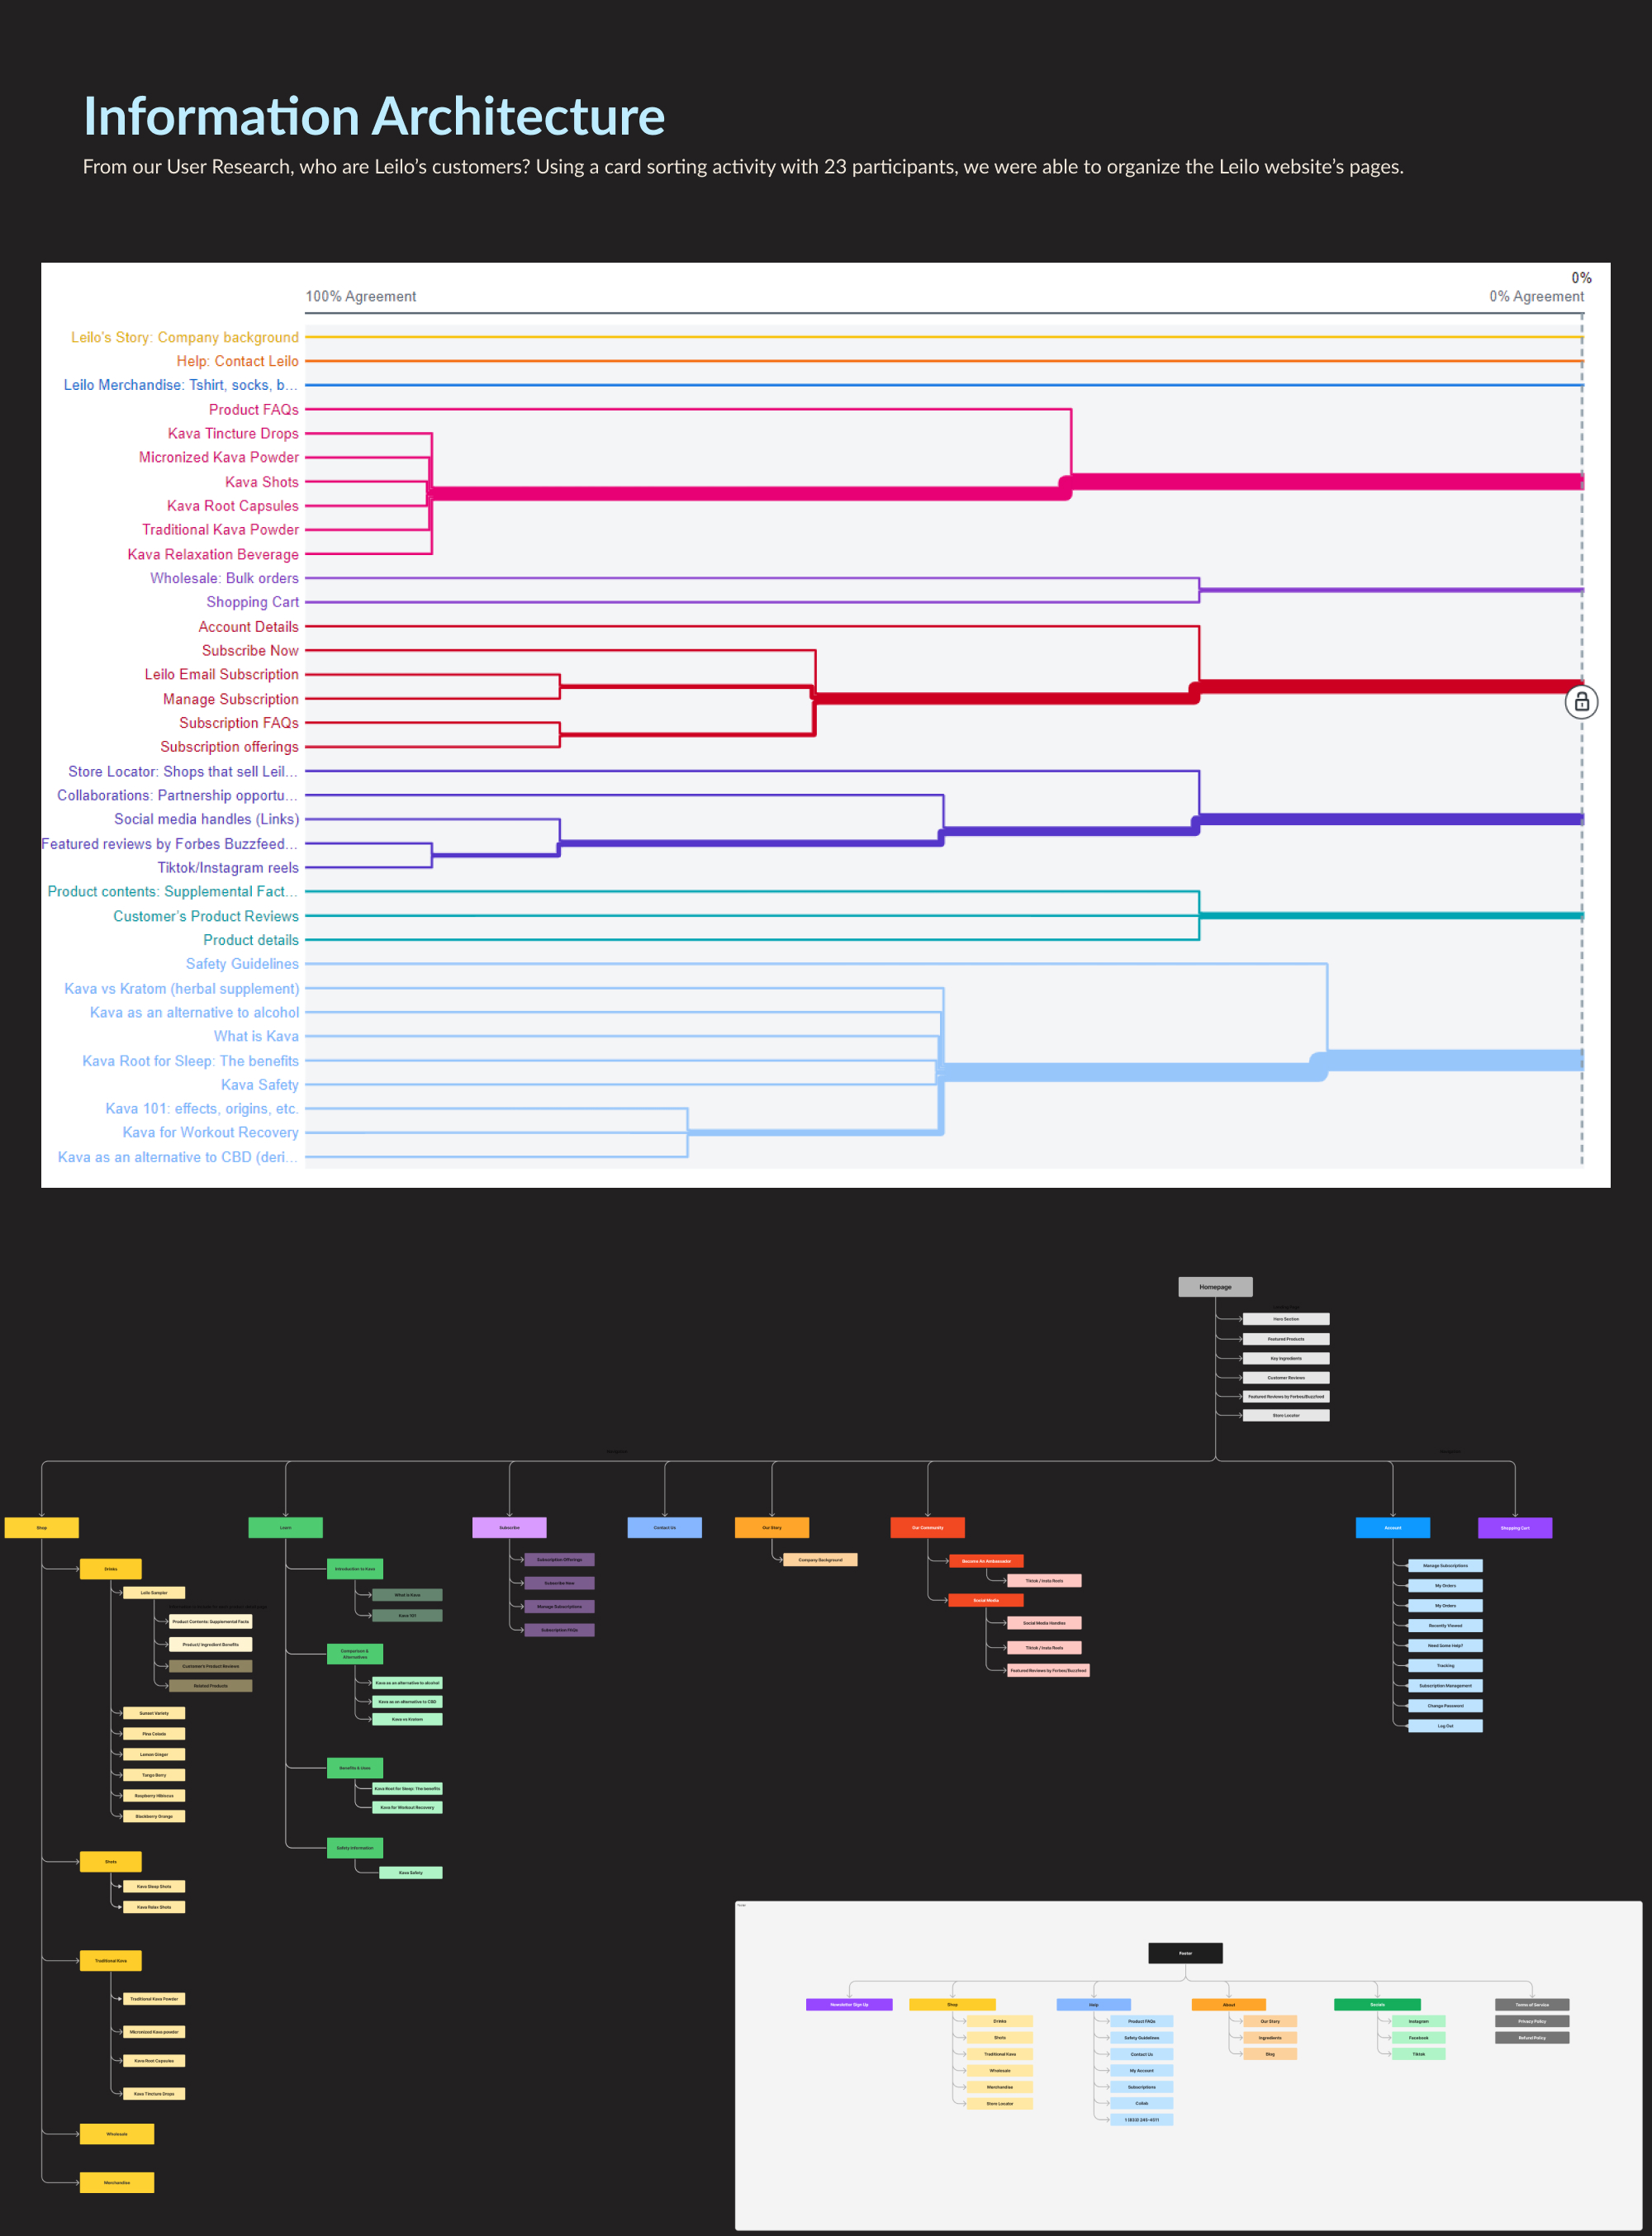 Information Architecture
From our User Research, who are Leilo’s customers? Using a card sorting activity with 23 participants, we were able to organize the Leilo website’s pages.
0%
100% Agreement
0% Agreement
Leilo's Story: Company background
Help: Contact Leilo
Leilo Merchandise: Tshirt, socks, b...
Product FAQs
Kava Tincture Drops
Micronized Kava Powder
Kava Shots
Kava Root Capsules
Traditional Kava Powder
Kava Relaxation Beverage
Wholesale: Bulk orders
Shopping Cart
Account Details
Subscribe Now
Leilo Email Subscription
Manage Subscription
Subscription FAQs
Subscription offerings
Store Locator: Shops that sell Leil...
Collaborations: Partnership opportu...
Social media handles (Links)
Featured reviews by Forbes Buzzfeed...
Tiktok/Instagram reels
Product contents: Supplemental Fact...
Customer's Product Reviews
Product details
Safety Guidelines
Kava vs Kratom (herbal supplement)
Kava as an alternative to alcohol
What is Kava
Kava Root for Sleep: The benefits
Kava Safety
Kava 101: effects, origins, etc.
Kava for Workout Recovery
Kava as an alternative to CBD (deri...
Homepage
Hero Section
Featured Products
Key Ingredients
Customer Reviews
Featured Reviews by Forbes/Buzzfeed
Store Locator
Shop
Learn
Subscribe
Contact Us
Our Story
Our Community
Account
Shopping Cart
Drinks
Leilo Sampler
Product Contents: Supplemental Facts
Product/ Ingredient Benefits
Customer's Product Reviews
Related Products
Sunset Variety
Pina Colada
Lemon Ginger
Tango Berry
Raspberry Hibiscus
Blackberry Orange
Shots
Kava Sleep Shots
Kava Relax Shots
Traditional Kava
Traditional Kava Powder
Micronized Kava powder
Kava Root Capsules
Kava Tincture Drops
Wholesale
Merchandise
Introduction to Kava
What is Kava
Kava 101
Comparison &
Alternatives
Kava as an alternative to alcohol
Kava as an alternative to CBD
Kava vs Kratom
Benefits & Uses
Kava Root for Sleep: The benefits
Kava for Workout Recovery
Safety Information
Kava Safety
Subscription Offerings
Subscribe Now
Manage Subscriptions
Subscription FAQs
Company Background
Become An Ambassador
Tiktok / Insta Reels
Social Media
Social Media Handles
Tiktok / Insta Reels
Featured Reviews by Forbes/Buzzfeed
Manage Subscriptions
My Orders
My Orders
Recently Viewed
Need Some Help?
Tracking
Subscription Management
Change Password
Log Out
Footer
Newsletter Sign Up
Shop
Drinks
Shots
Traditional Kava
Wholesale
Merchandise
Store Locator
Help
Product FAQs
Safety Guidelines
Contact Us
My Account
Subscriptions
Collab
About
Our Story
Ingredients
Blog
Socials
Instagram
Facebook
Tiktok
Terms of Service
Privacy Policy
Refund Policy